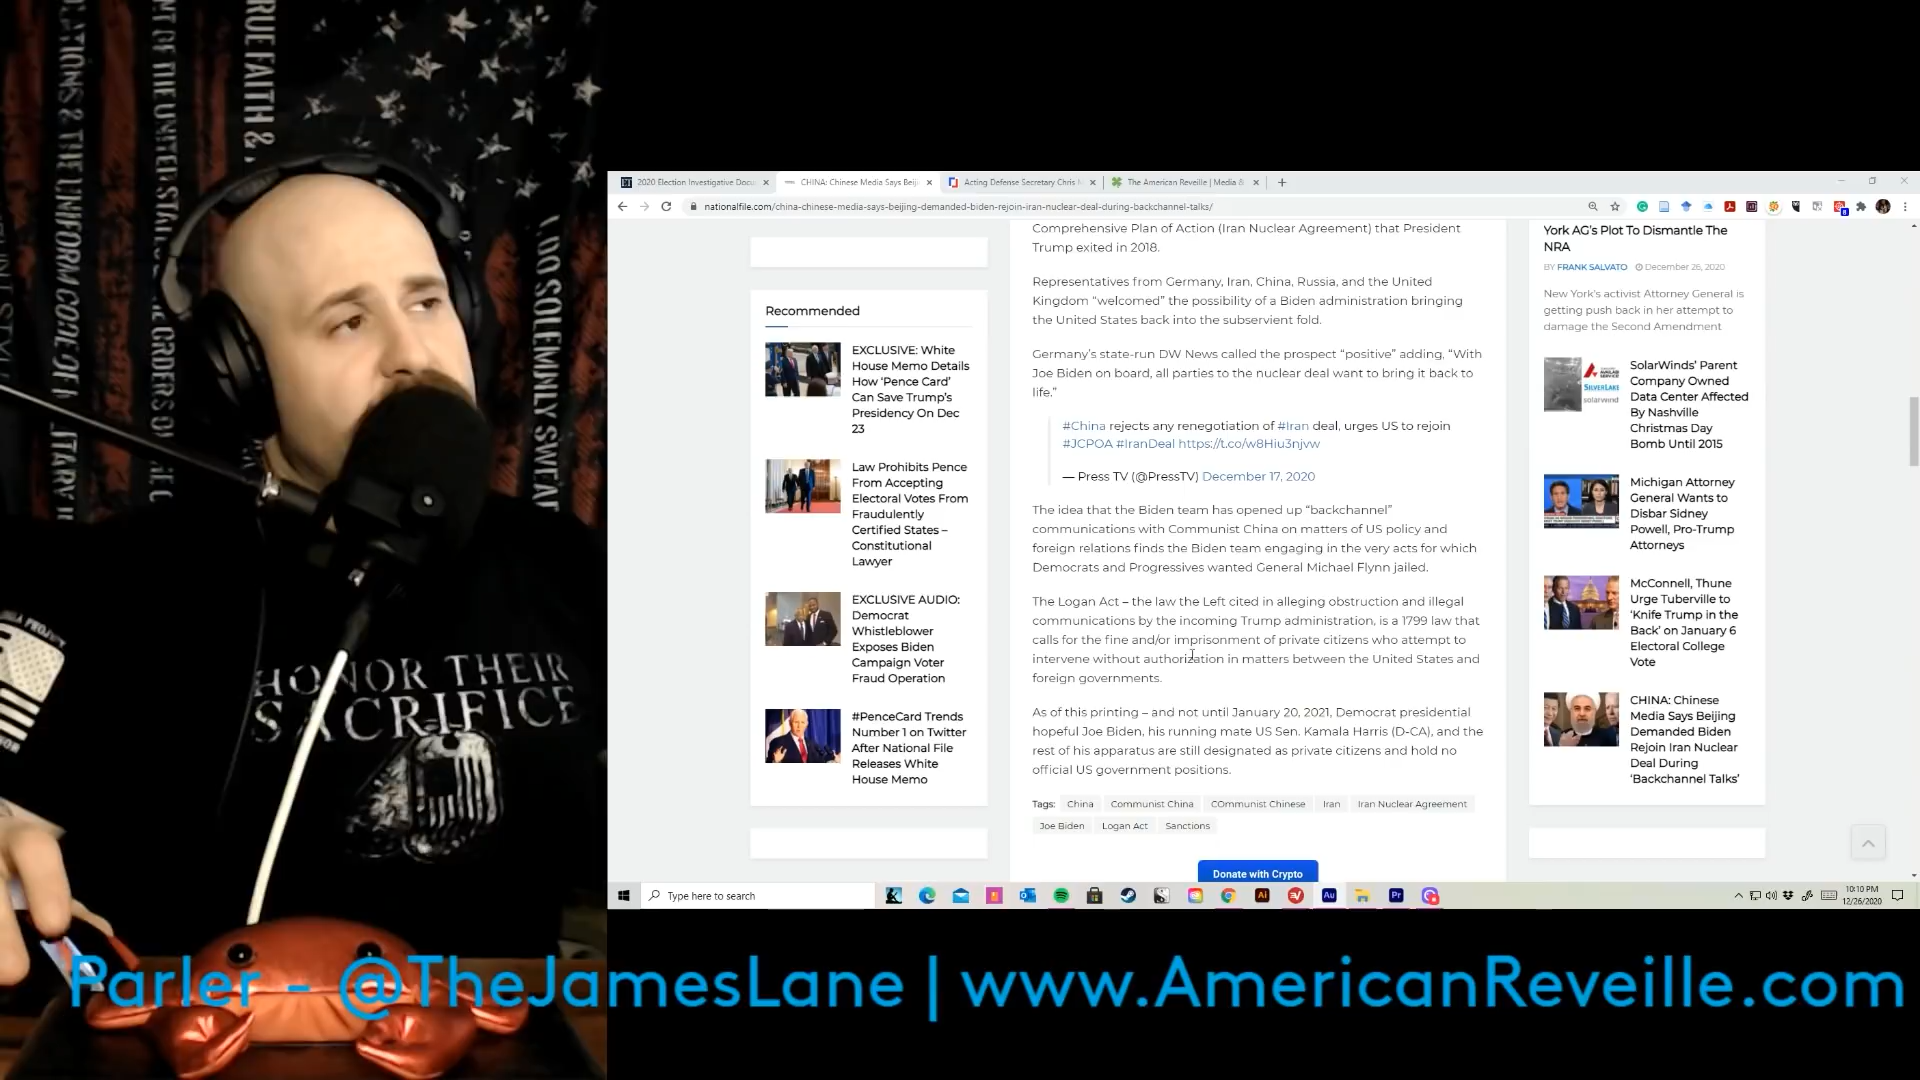 2020 Election Investigative Docu
CHINA: Chinese Media Says Beij
Acting Defense Secretary Chris
The American Reveille | Media &
nationalfile.com/china-chinese-media-says-beijing-demanded-biden-rejoin-iran-nuclear-deal-during-backchannel-talks/
Recommended
EXCLUSIVE: White
House Memo Details
How ‘Pence Card’
Can Save Trump’s
Presidency On Dec
23
Law Prohibits Pence
From Accepting
Electoral Votes From
Fraudulently
Certified States –
Constitutional
Lawyer
EXCLUSIVE AUDIO:
Democrat
Whistleblower
Exposes Biden
Campaign Voter
Fraud Operation
#PenceCard Trends
Number 1 on Twitter
After National File
Releases White
House Memo
Comprehensive Plan of Action (Iran Nuclear Agreement) that President
Trump exited in 2018.
Representatives from Germany, Iran, China, Russia, and the United
Kingdom “welcomed” the possibility of a Biden administration bringing
the United States back into the subservient fold.
Germany’s state-run DW News called the prospect “positive” adding, “With
Joe Biden on board, all parties to the nuclear deal want to bring it back to
life.”
#China rejects any renegotiation of #Iran deal, urges US to rejoin
#JCPOA #IranDeal https://t.co/w8Hiu3njvw
— Press TV (@PressTV) December 17, 2020
The idea that the Biden team has opened up “backchannel”
communications with Communist China on matters of US policy and
foreign relations finds the Biden team engaging in the very acts for which
Democrats and Progressives wanted General Michael Flynn jailed.
The Logan Act – the law the Left cited in alleging obstruction and illegal
communications by the incoming Trump administration, is a 1799 law that
calls for the fine and/or imprisonment of private citizens who attempt to
intervene without authorization in matters between the United States and
foreign governments.
As of this printing – and not until January 20, 2021, Democrat presidential
hopeful Joe Biden, his running mate US Sen. Kamala Harris (D-CA), and the
rest of his apparatus are still designated as private citizens and hold no
official US government positions.
Tags: China Communist China COmmunist Chinese Iran Iran Nuclear Agreement
Joe Biden Logan Act Sanctions
Donate with Crypto
York AG’s Plot To Dismantle The
NRA
BY FRANK SALVATO December 26, 2020
New York’s activist Attorney General is
getting push back in her attempt to
damage the Second Amendment
SolarWinds’ Parent
Company Owned
Data Center Affected
By Nashville
Christmas Day
Bomb Until 2015
Michigan Attorney
General Wants to
Disbar Sidney
Powell, Pro-Trump
Attorneys
McConnell, Thune
Urge Tuberville to
‘Knife Trump in the
Back’ on January 6
Electoral College
Vote
CHINA: Chinese
Media Says Beijing
Demanded Biden
Rejoin Iran Nuclear
Deal During
‘Backchannel Talks’
Type here to search
10:10 PM
12/26/2020
HONOR THEIR
SACRIFICE
TRUE FAITH &
I DO SOLEMNLY SWEAR
Parler - @TheJamesLane | www.AmericanReveille.com